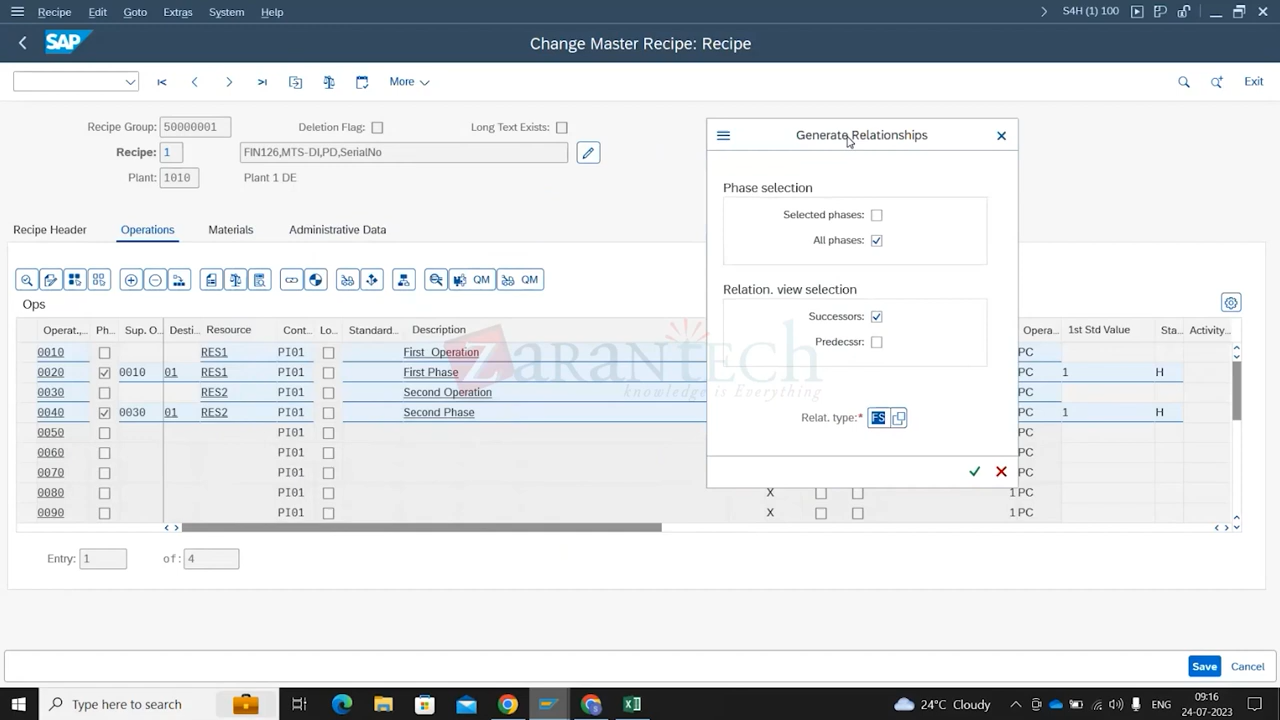 Recipe Edit Goto Extras System Help S4H (1) 100
SAP Change Master Recipe: Recipe
More Exit
Recipe Group: 50000001 Deletion Flag: Long Text Exists:
Recipe: 1 FIN126,MTS-DI,PD,SerialNo
Plant: 1010 Plant 1 DE
Recipe Header Operations Materials Administrative Data
QM QM
Ops
Operat.,.. Ph.. Sup. O Desti.. Resource Cont.. Lo.. Standard.. Description Opera.. 1st Std Value Sta.. Activity..
0010 RES1 PI01 First Operation PC
0020 0010 01 RES1 PI01 First Phase PC 1 H
0030 RES2 PI01 Second Operation PC
0040 0030 01 RES2 PI01 Second Phase PC 1 H
0050 PI01 PC
0060 PI01 PC
0070 PI01 PC
0080 PI01 X 1 PC
0090 PI01 X 1 PC
Entry: 1 of: 4
Generate Relationships
Phase selection
Selected phases:
All phases:
Relation. view selection
Successors:
Predecssr:
Relat. type:* FS
ZARANTECH
knowledge is Everything
Save Cancel
Type here to search 24°C Cloudy ENG 09:16
24-07-2023